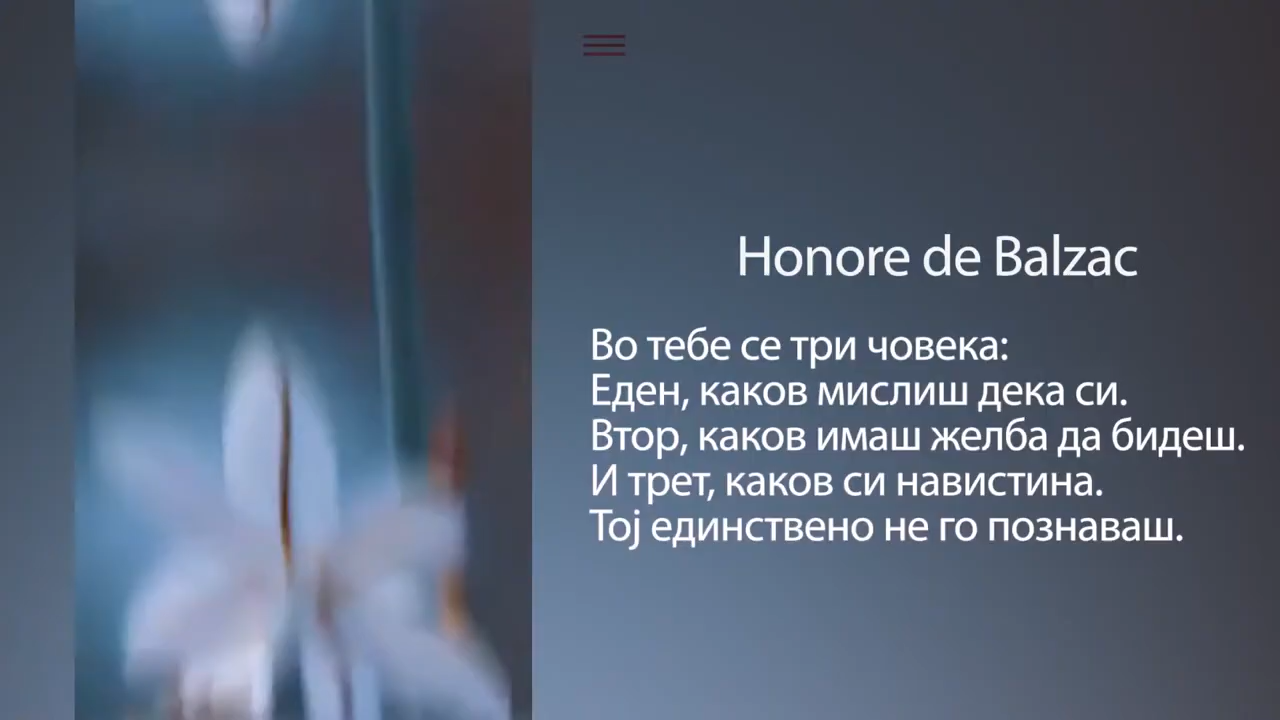 Honore de Balzac
Во тебе се три човека:
Еден, каков мислиш дека си.
Втор, каков имаш желба да бидеш.
И трет, каков си навистина.
Тој единствено не го познаваш.